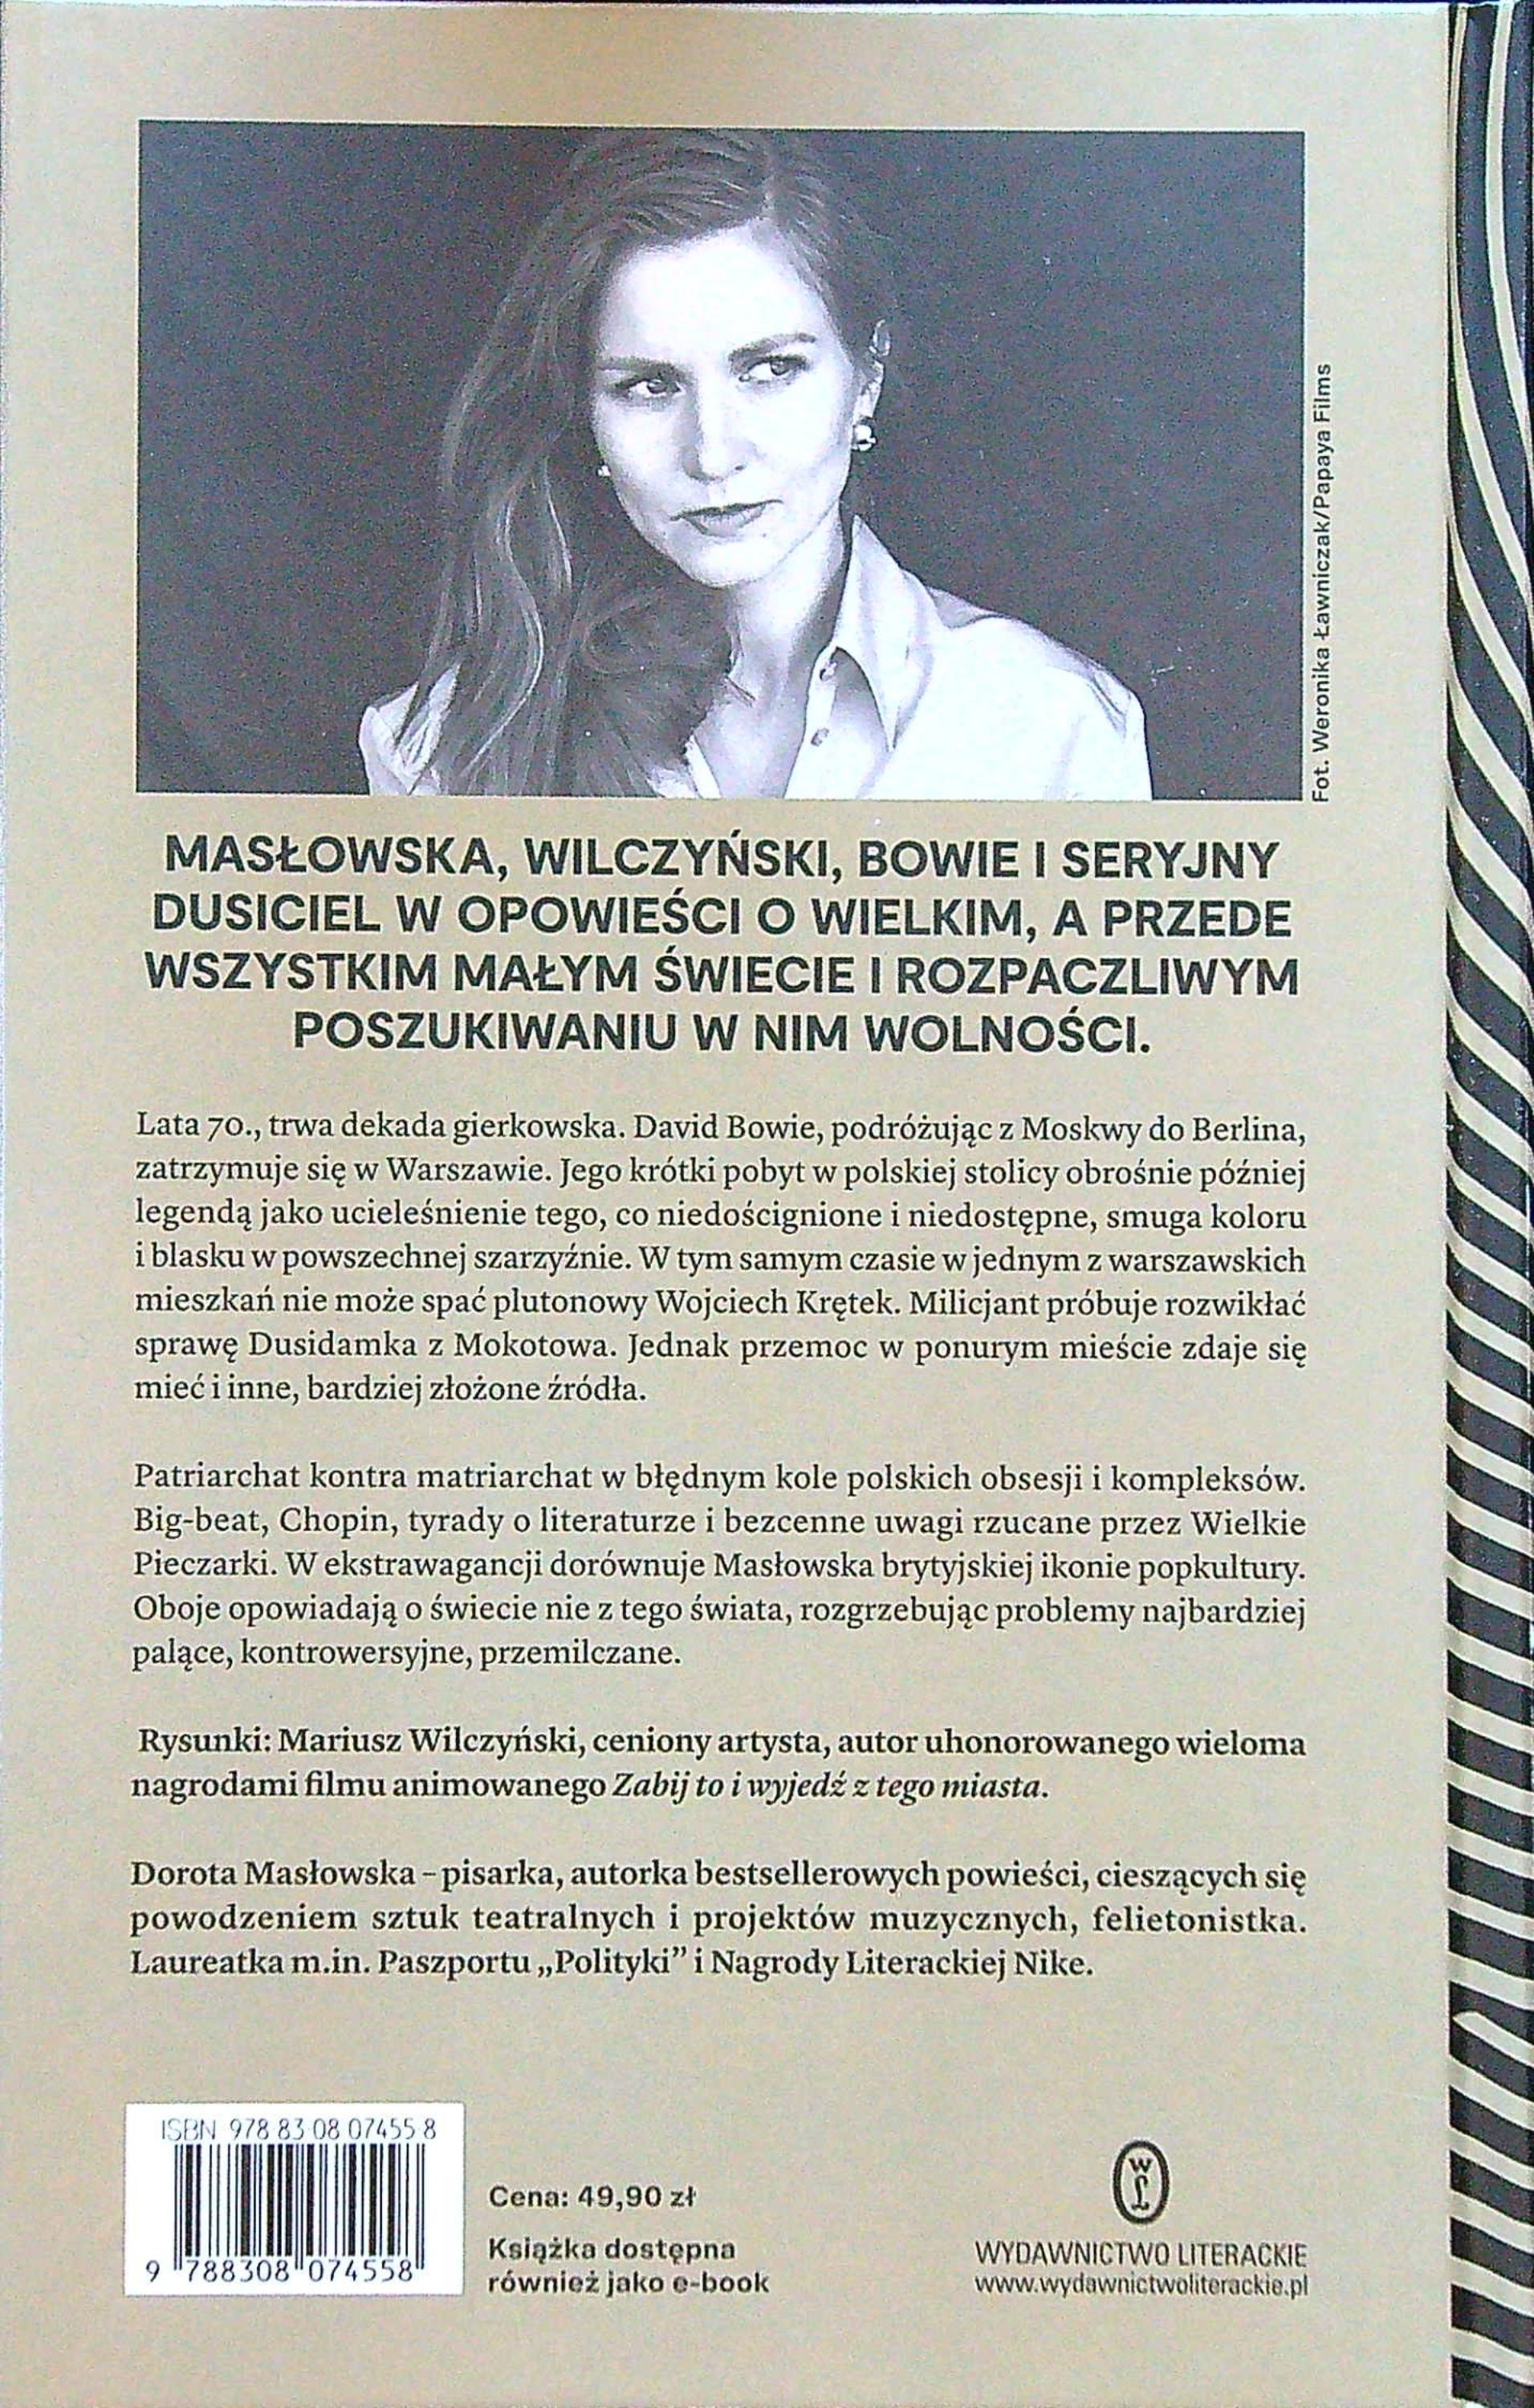 Fot. Weronika Ławniczak/Papaya Films
MASŁOWSKA, WILCZYŃSKI, BOWIE I SERYJNY
DUSICIEL W OPOWIEŚCI O WIELKIM, A PRZEDE
WSZYSTKIM MAŁYM ŚWIECIE I ROZPACZLIWYM
POSZUKIWANIU W NIM WOLNOŚCI.
Lata 70., trwa dekada gierkowska. David Bowie, podróżując z Moskwy do Berlina,
zatrzymuje się w Warszawie. Jego krótki pobyt w polskiej stolicy obrośnie później
legendą jako ucieleśnienie tego, co niedoścignione i niedostępne, smuga koloru
i blasku w powszechnej szarzyźnie. W tym samym czasie w jednym z warszawskich
mieszkań nie może spać plutonowy Wojciech Krętek. Milicjant próbuje rozwikłać
sprawę Dusidamka z Mokotowa. Jednak przemoc w ponurym mieście zdaje się
mieć i inne, bardziej złożone źródła.
Patriarchat kontra matriarchat w błędnym kole polskich obsesji i kompleksów.
Big-beat, Chopin, tyrady o literaturze i bezcenne uwagi rzucane przez Wielkie
Pieczarki. W ekstrawagancji dorównuje Masłowska brytyjskiej ikonie popkultury.
Oboje opowiadają o świecie nie z tego świata, rozgrzebując problemy najbardziej
palące, kontrowersyjne, przemilczane.
Rysunki: Mariusz Wilczyński, ceniony artysta, autor uhonorowanego wieloma
nagrodami filmu animowanego Zabij to i wyjedź z tego miasta.
Dorota Masłowska – pisarka, autorka bestsellerowych powieści, cieszących się
powodzeniem sztuk teatralnych i projektów muzycznych, felietonistka.
Laureatka m.in. Paszportu „Polityki” i Nagrody Literackiej Nike.
ISBN 978 83 08 07455 8
9 788308 074558
Cena: 49,90 zł
Książka dostępna
również jako e-book
WŁ
WYDAWNICTWO LITERACKIE
www.wydawnictwoliterackie.pl